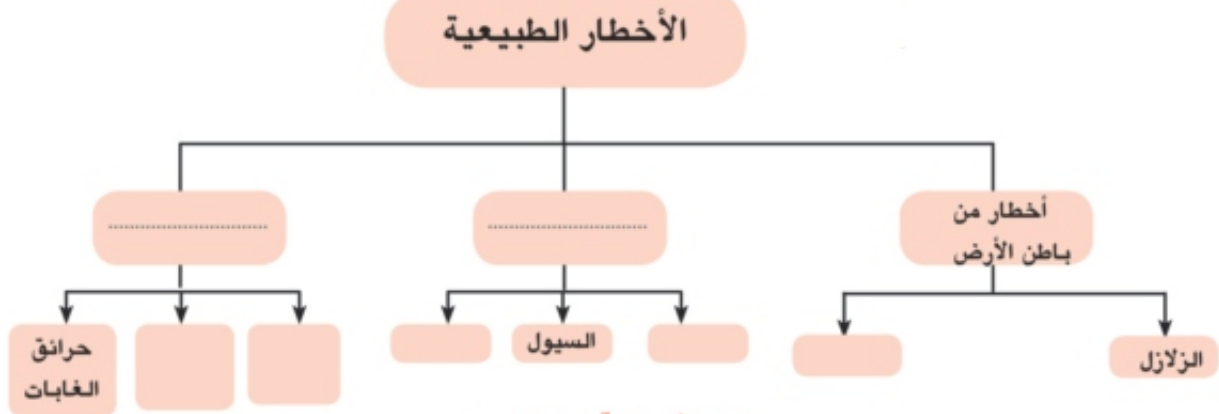 الأخطار الطبيعية
أخطار من
باطن الأرض
................................
................................
الزلازل
السيول
حرائق
الغابات